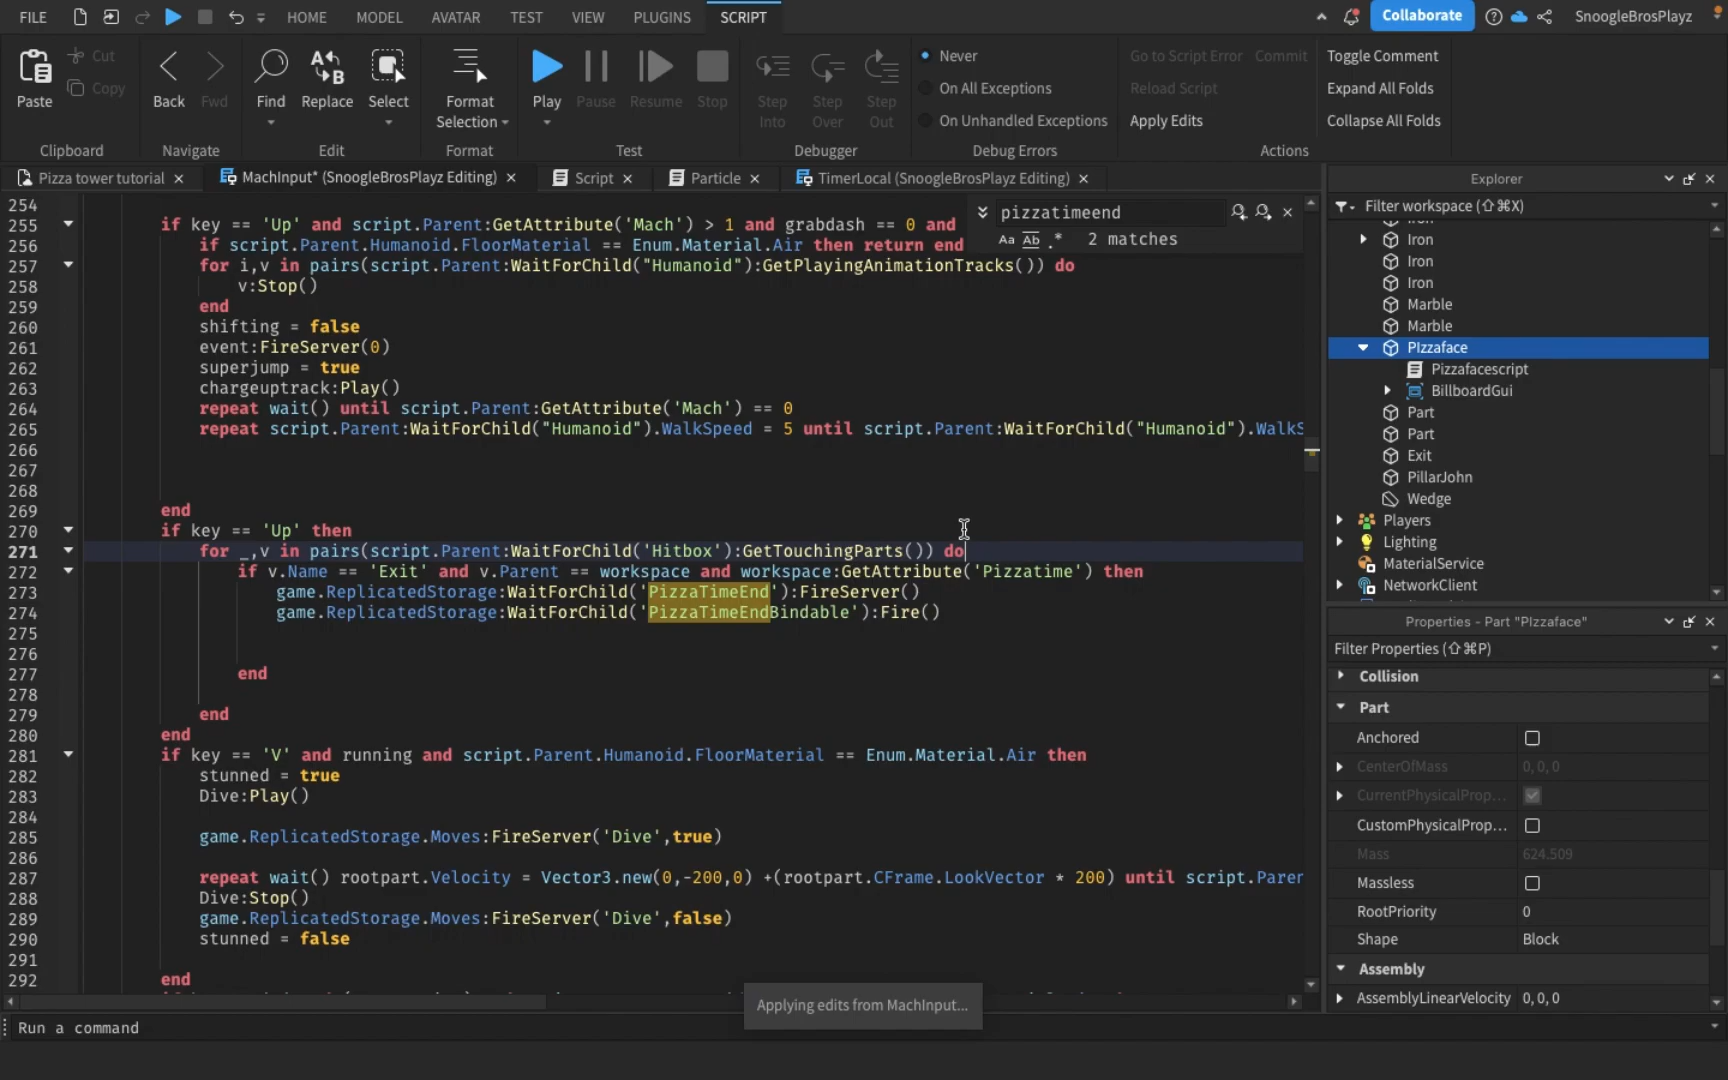 FILE HOME MODEL AVATAR TEST VIEW PLUGINS SCRIPT Collaborate SnoogleBrosPlayz
Paste Cut Copy Back Fwd Find Replace Select Format Selection Play Pause Resume Stop Step Into Step Over Step Out Never On All Exceptions On Unhandled Exceptions Go to Script Error Commit Reload Script Apply Edits Toggle Comment Expand All Folds Collapse All Folds
Clipboard Navigate Edit Format Test Debugger Debug Errors Actions
Pizza tower tutorial MachInput* (SnoogleBrosPlayz Editing) Script Particle TimerLocal (SnoogleBrosPlayz Editing)
pizzatimeend
Aa Ab .* 2 matches
254
255 if key == 'Up' and script.Parent:GetAttribute('Mach') > 1 and grabdash == 0 and
256 if script.Parent.Humanoid.FloorMaterial == Enum.Material.Air then return end
257 for i,v in pairs(script.Parent:WaitForChild("Humanoid"):GetPlayingAnimationTracks()) do
258 v:Stop()
259 end
260 shifting = false
261 event:FireServer(0)
262 superjump = true
263 chargeuptrack:Play()
264 repeat wait() until script.Parent:GetAttribute('Mach') == 0
265 repeat script.Parent:WaitForChild("Humanoid").WalkSpeed = 5 until script.Parent:WaitForChild("Humanoid").WalkS
266
267
268
269 end
270 if key == 'Up' then
271 for _,v in pairs(script.Parent:WaitForChild('Hitbox'):GetTouchingParts()) do
272 if v.Name == 'Exit' and v.Parent == workspace and workspace:GetAttribute('Pizzatime') then
273 game.ReplicatedStorage:WaitForChild('PizzaTimeEnd'):FireServer()
274 game.ReplicatedStorage:WaitForChild('PizzaTimeEndBindable'):Fire()
275
276
277 end
278
279 end
280 end
281 if key == 'V' and running and script.Parent.Humanoid.FloorMaterial == Enum.Material.Air then
282 stunned = true
283 Dive:Play()
284
285 game.ReplicatedStorage.Moves:FireServer('Dive',true)
286
287 repeat wait() rootpart.Velocity = Vector3.new(0,-200,0) +(rootpart.CFrame.LookVector * 200) until script.Paren
288 Dive:Stop()
289 game.ReplicatedStorage.Moves:FireServer('Dive',false)
290 stunned = false
291
292 end
Applying edits from MachInput...
Run a command
Explorer
Filter workspace (⇧⌘X)
Iron
Iron
Iron
Marble
Marble
PIzzaface
Pizzafacescript
BillboardGui
Part
Part
Exit
PillarJohn
Wedge
Players
Lighting
MaterialService
NetworkClient
Properties - Part "PIzzaface"
Filter Properties (⇧⌘P)
Collision
Part
Anchored
CenterOfMass 0, 0, 0
CurrentPhysicalProp...
CustomPhysicalProp...
Mass 624.509
Massless
RootPriority 0
Shape Block
Assembly
AssemblyLinearVelocity 0, 0, 0